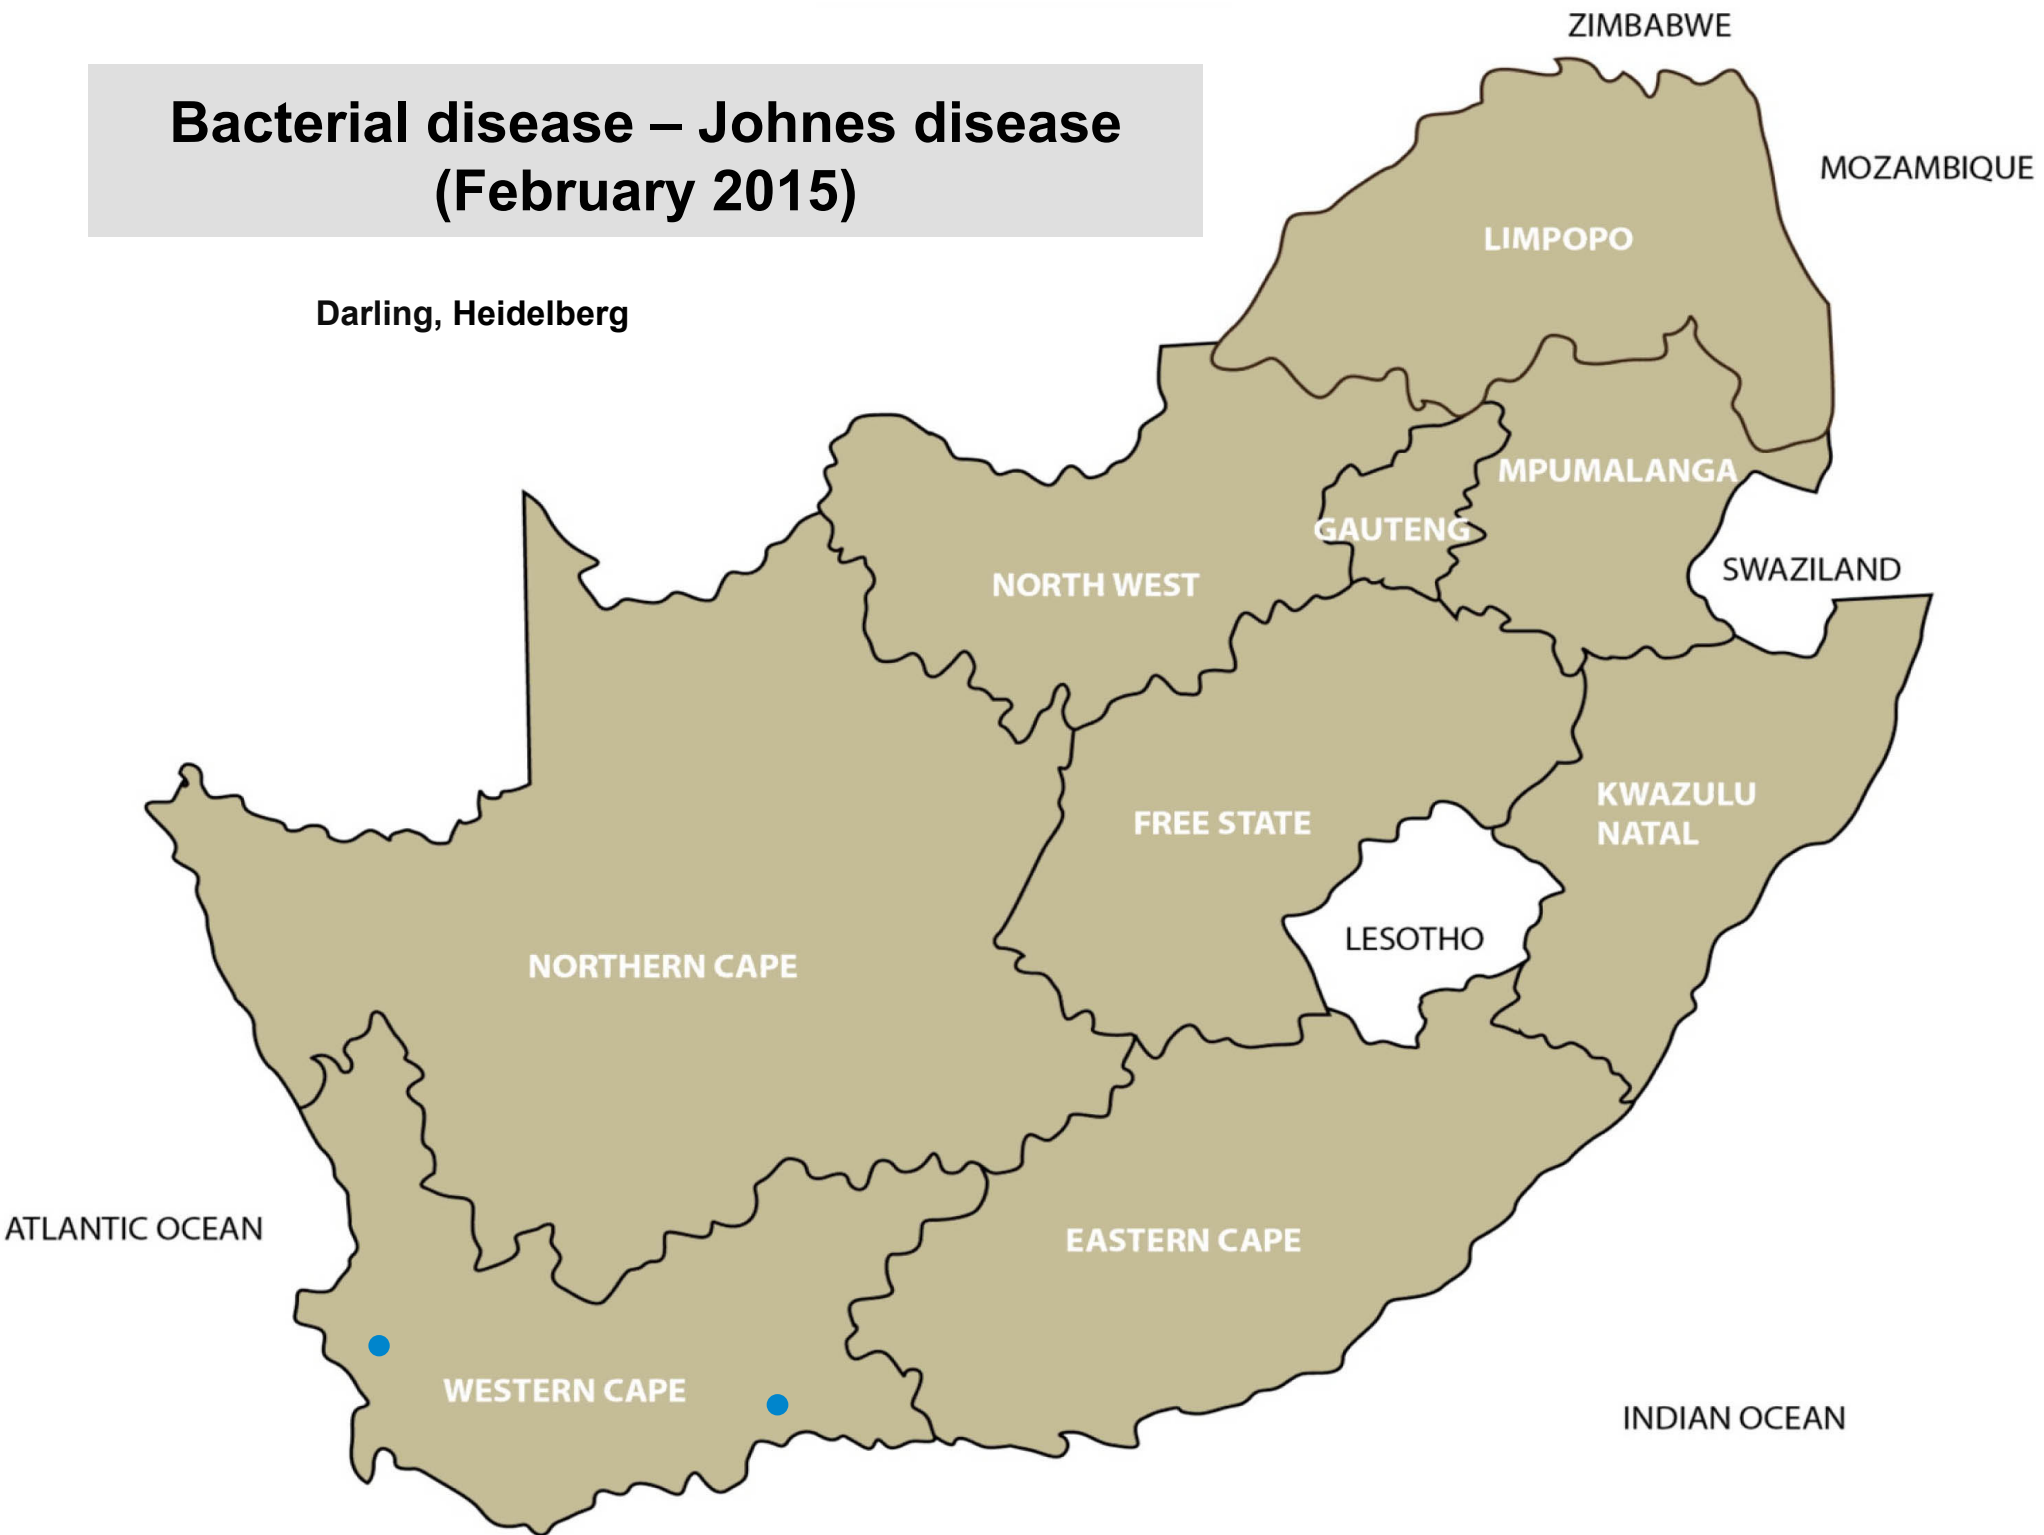 ZIMBABWE
Bacterial disease – Johnes disease
(February 2015)
MOZAMBIQUE
LIMPOPO
Darling, Heidelberg
MPUMALANGA
GAUTENG
SWAZILAND
NORTH WEST
KWAZULU
NATAL
FREE STATE
LESOTHO
NORTHERN CAPE
ATLANTIC OCEAN
EASTERN CAPE
WESTERN CAPE
INDIAN OCEAN